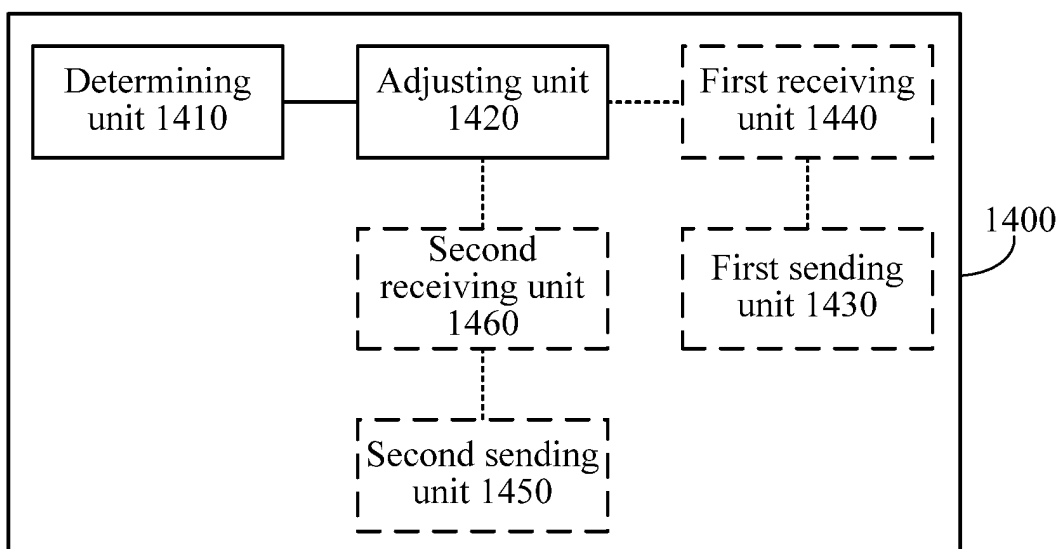 Determining
unit 1410
Adjusting unit
1420
First receiving
unit 1440
Second
receiving unit
1460
First sending
unit 1430
1400
Second sending
unit 1450